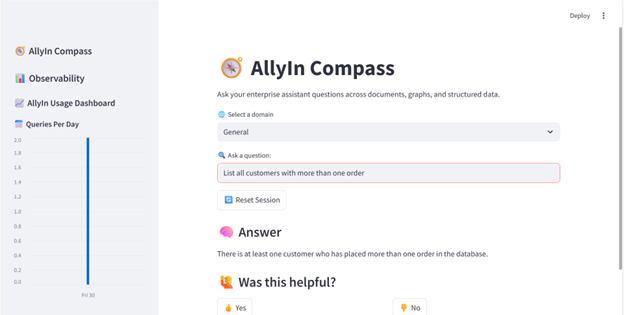 Deploy
AllyIn Compass
Observability
AllyIn Usage Dashboard
Queries Per Day
2.0
1.8
1.6
1.4
1.2
1.0
0.8
0.6
0.4
0.2
0.0
Fri 30
AllyIn Compass
Ask your enterprise assistant questions across documents, graphs, and structured data.
Select a domain
General
Ask a question:
List all customers with more than one order
Reset Session
Answer
There is at least one customer who has placed more than one order in the database.
Was this helpful?
Yes
No